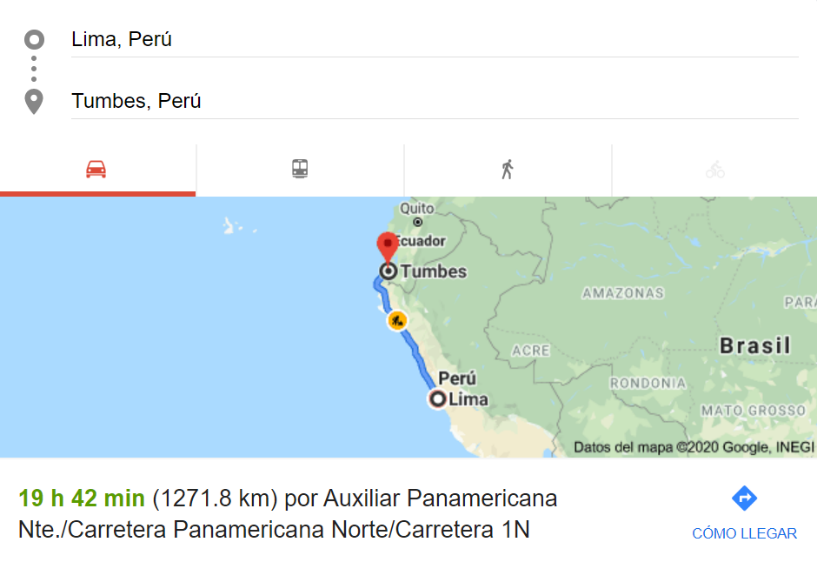 Lima, Perú
Tumbes, Perú
Quito
Ecuador
Tumbes
AMAZONAS
PARÁ
Brasil
ACRE
Perú
RONDONIA
Lima
MATO GROSSO
Datos del mapa ©2020 Google, INEGI
19 h 42 min (1271.8 km) por Auxiliar Panamericana
Nte./Carretera Panamericana Norte/Carretera 1N
CÓMO LLEGAR